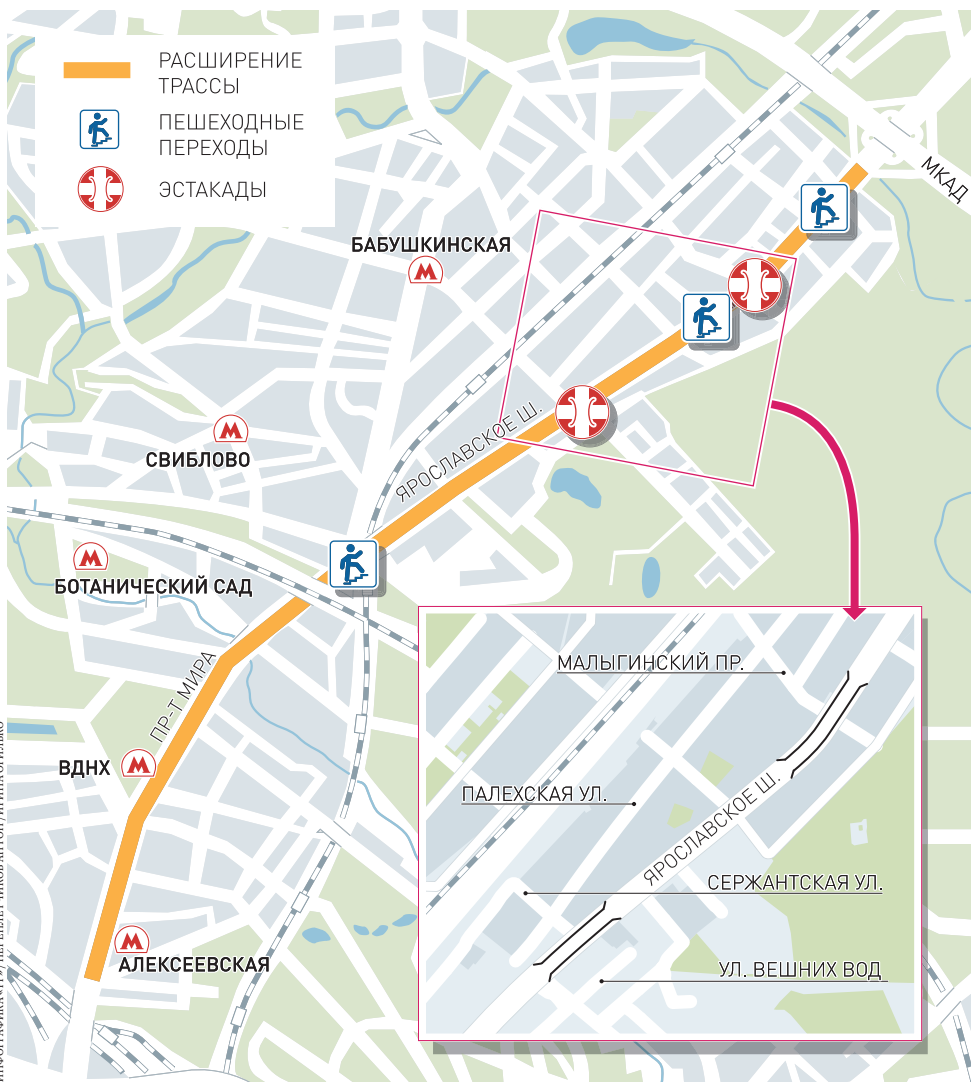 РАСШИРЕНИЕ
ТРАССЫ
ПЕШЕХОДНЫЕ
ПЕРЕХОДЫ
ЭСТАКАДЫ
МКАД
БАБУШКИНСКАЯ
М
ЯРОСЛАВСКОЕ Ш.
М
СВИБЛОВО
М
БОТАНИЧЕСКИЙ САД
ПР-Т МИРА
ВДНХ М
М
АЛЕКСЕЕВСКАЯ
МАЛЫГИНСКИЙ ПР.
ПАЛЕХСКАЯ УЛ.
ЯРОСЛАВСКОЕ Ш.
СЕРЖАНТСКАЯ УЛ.
УЛ. ВЕШНИХ ВОД